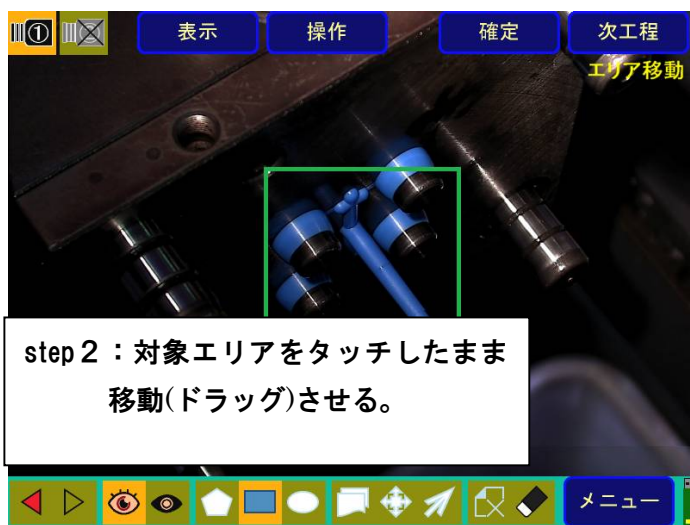 ① 表示 操作 確定 次工程
エリア移動
step２：対象エリアをタッチしたまま
移動(ドラッグ)させる。
メニュー